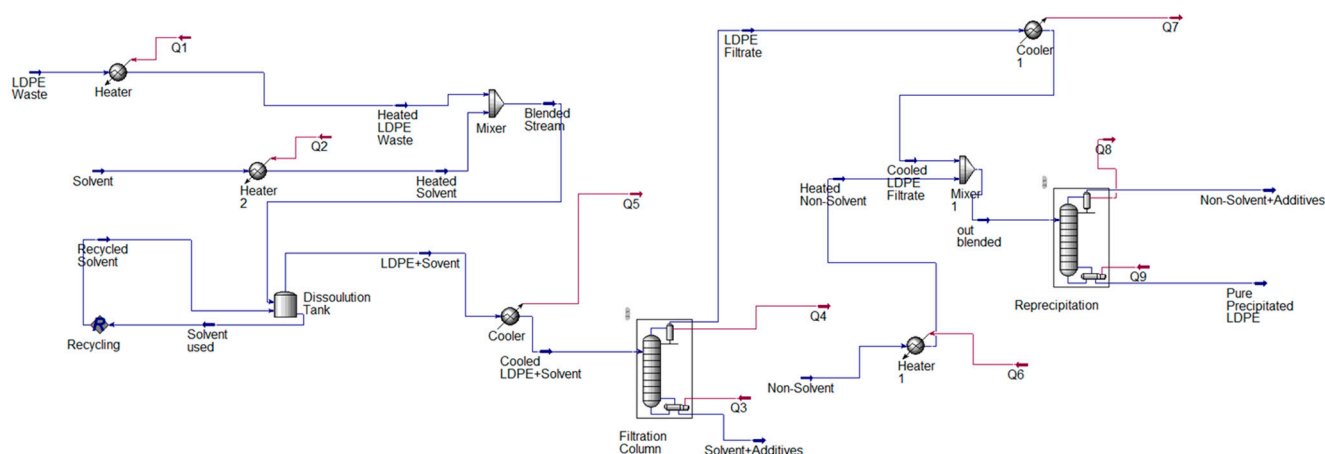 Q1
LDPE
Waste
Heater
Heated
LDPE
Waste
Mixer
Blended
Stream
Q2
Solvent
Heater
2
Heated
Solvent
Q5
Recycled
Solvent
LDPE+Sovent
Dissoulution
Tank
Solvent
used
R
Recycling
Cooler
Cooled
LDPE+Solvent
Q4
Q3
Filtration
Column
Solvent+Additives
LDPE
Filtrate
Cooler
1
Q7
Heated
Non-Solvent
Cooled
LDPE
Filtrate
Mixer
1
out
blended
Q8
Non-Solvent+Additives
Q9
Reprecipitation
Pure
Precipitated
LDPE
Non-Solvent
Heater
1
Q6